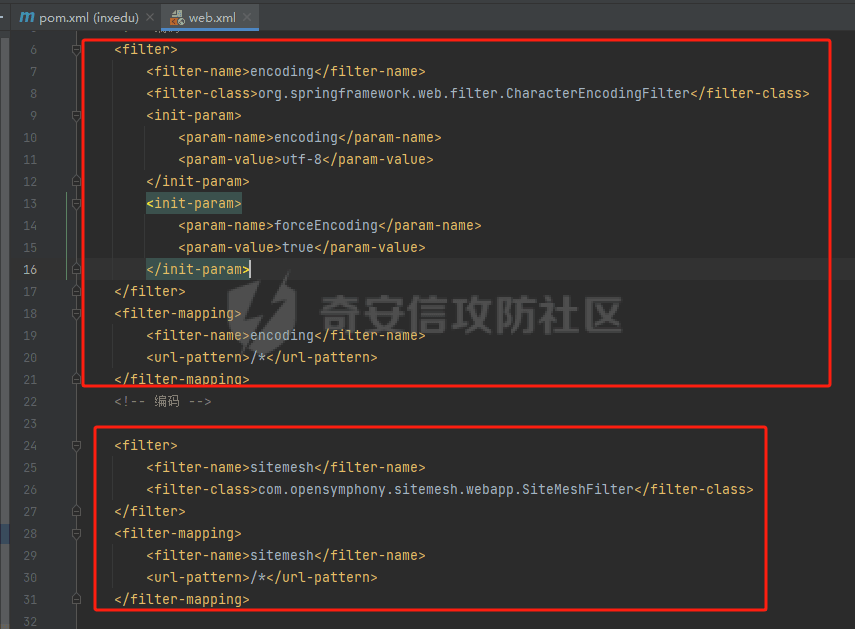 pom.xml (inxedu)
web.xml
6 <filter>
7 <filter-name>encoding</filter-name>
8 <filter-class>org.springframework.web.filter.CharacterEncodingFilter</filter-class>
9 <init-param>
10 <param-name>encoding</param-name>
11 <param-value>utf-8</param-value>
12 </init-param>
13 <init-param>
14 <param-name>forceEncoding</param-name>
15 <param-value>true</param-value>
16 </init-param>
17 </filter>
18 <filter-mapping>
奇安信攻防社区
19 <filter-name>encoding</filter-name>
20 <url-pattern>/*</url-pattern>
21 </filter-mapping>
22 <!-- 编码 -->
23
24 <filter>
25 <filter-name>sitemesh</filter-name>
26 <filter-class>com.opensymphony.sitemesh.webapp.SiteMeshFilter</filter-class>
27 </filter>
28 <filter-mapping>
29 <filter-name>sitemesh</filter-name>
30 <url-pattern>/*</url-pattern>
31 </filter-mapping>
32